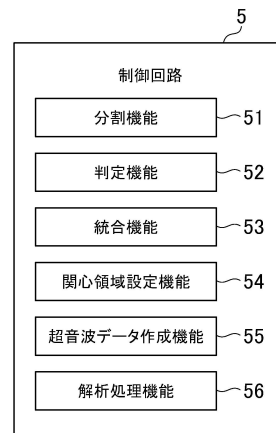 5
制御回路
分割機能 51
判定機能 52
統合機能 53
関心領域設定機能 54
超音波データ作成機能 55
解析処理機能 56